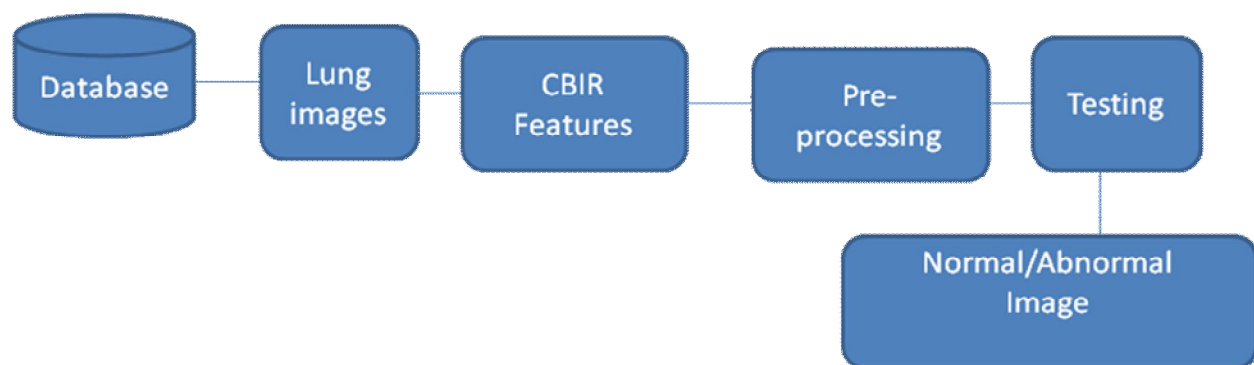 Database
Lung
images
CBIR
Features
Pre-
processing
Testing
Normal/Abnormal
Image